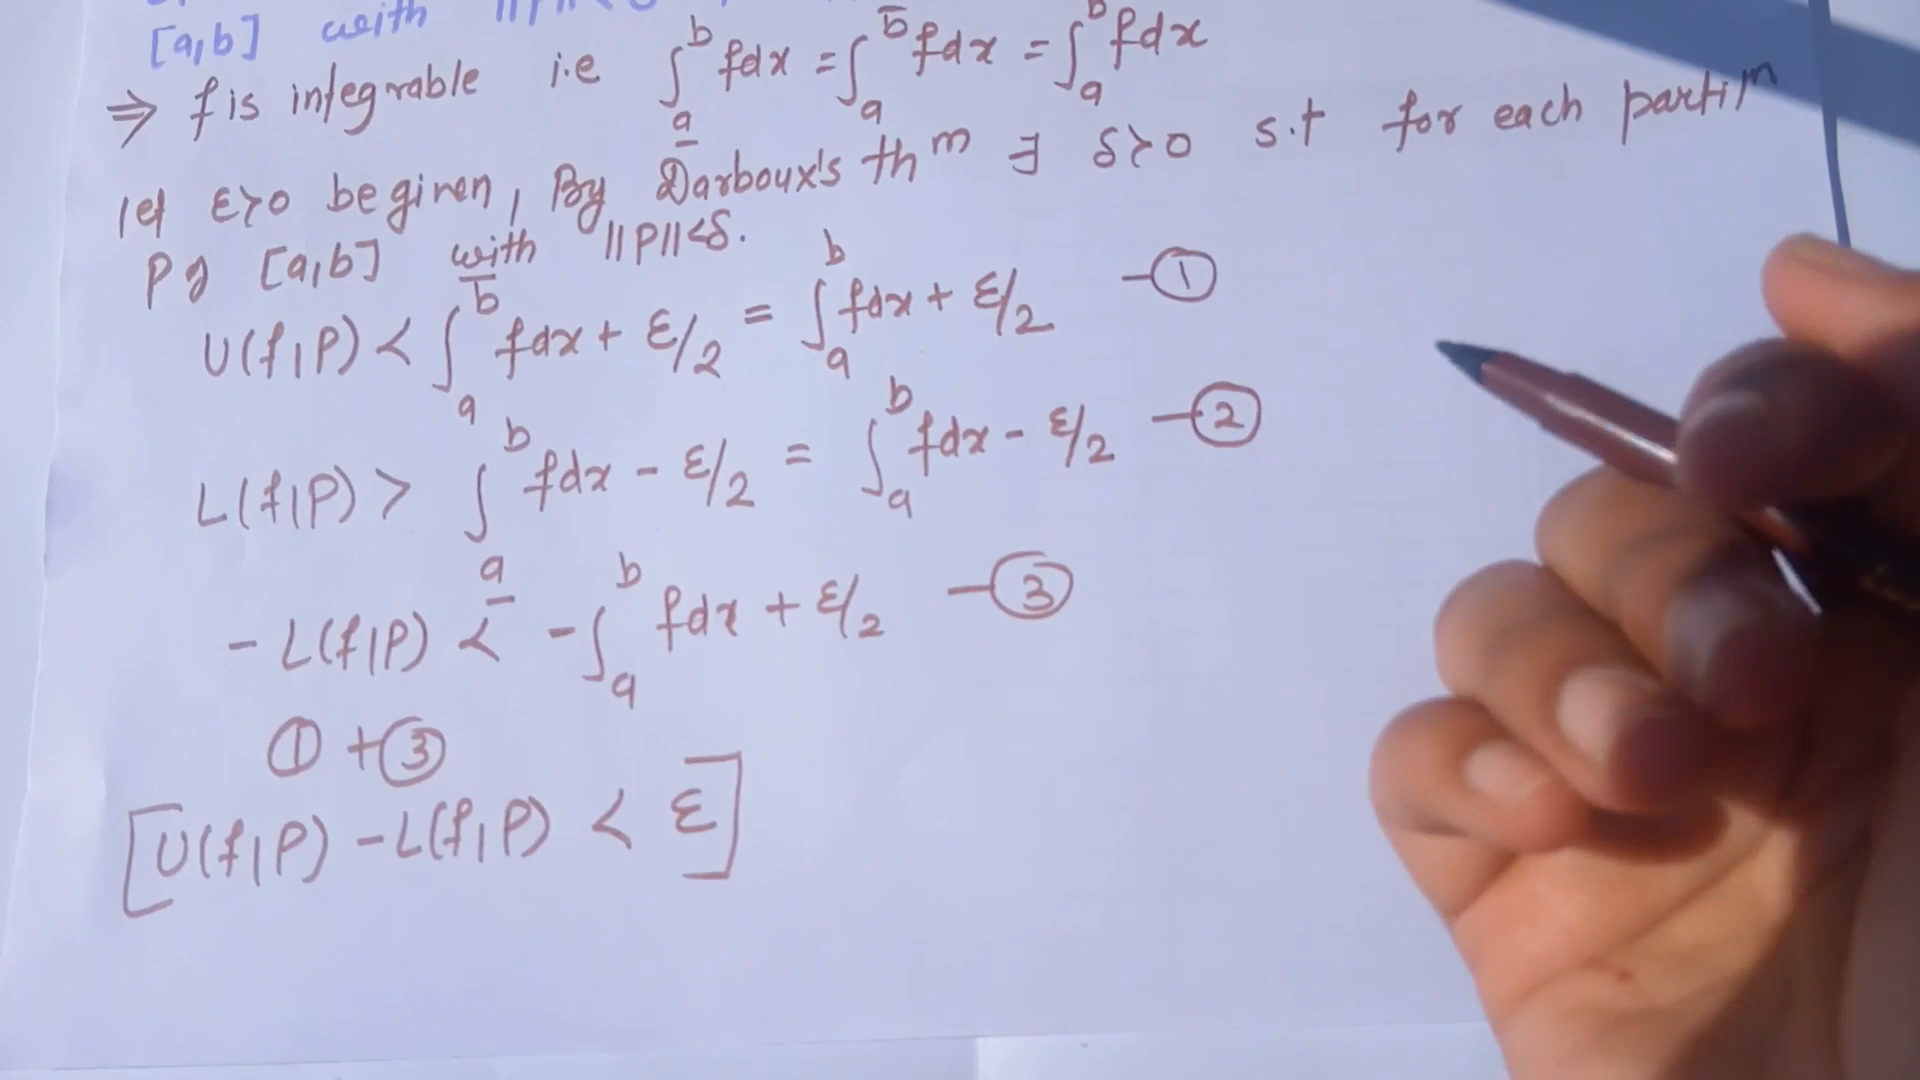 [a,b] with
⇒ f is integrable i.e ∫_a̲^b fdx = ∫_a^b̄ fdx = ∫_a^b fdx
let ε>0 be given, By Darboux's thm ∃ δ>0 s.t for each partin
P of [a,b] with ||P||<δ.
U(f,P) < ∫_a^b̄ fdx + ε/2 = ∫_a^b fdx + ε/2 -①
L(f,P) > ∫_a̲^b fdx - ε/2 = ∫_a^b fdx - ε/2 -②
- L(f,P) < -∫_a^b fdx + ε/2 -③
① + ③
[U(f,P) - L(f,P) < ε]